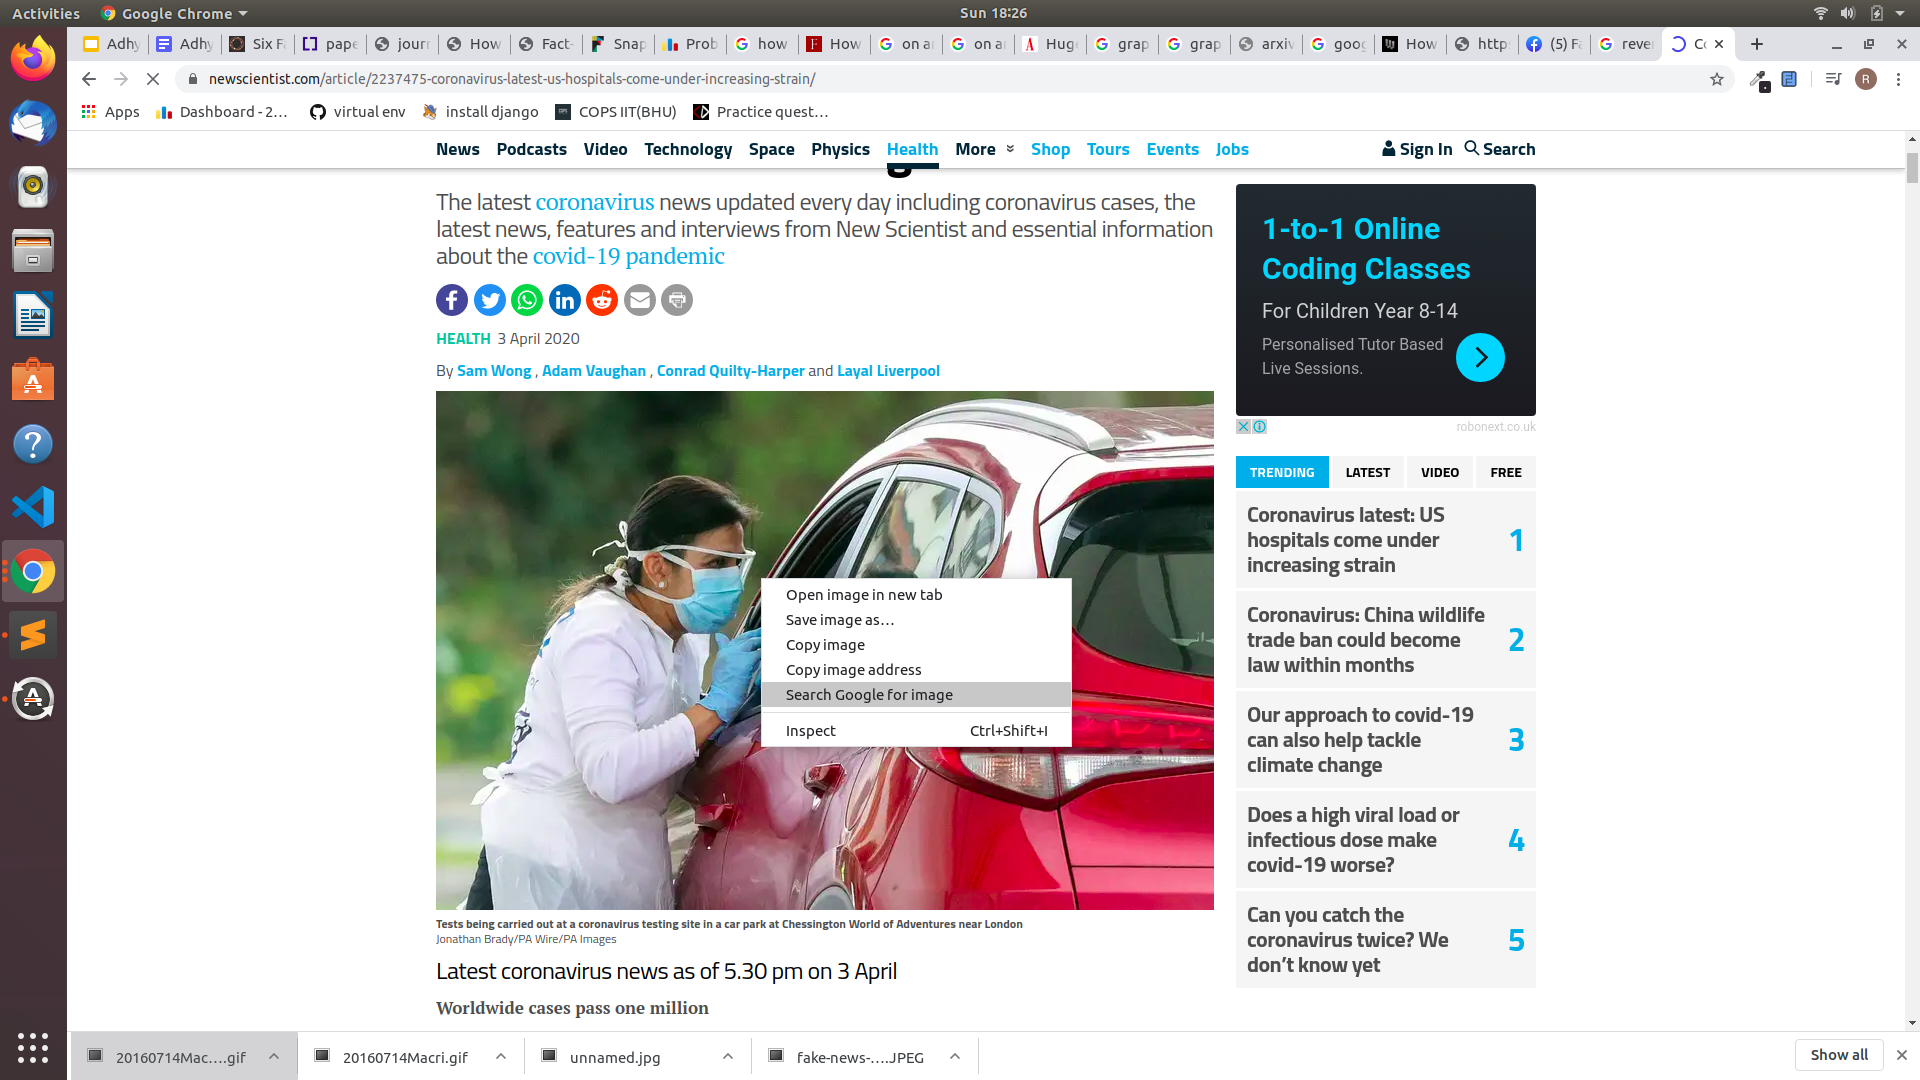 Activities
Google Chrome
Sun 18:26
Adhy
Adhy
Six Fa
pape
journ
How
Fact-
Snap
Prob
how
How
on a
on a
Hug
grap
grap
arxiv
goog
How
http
(5) Fa
reve
Co
newscientist.com/article/2237475-coronavirus-latest-us-hospitals-come-under-increasing-strain/
R
Apps
Dashboard - 2…
virtual env
install django
COPS IIT(BHU)
Practice quest…
News
Podcasts
Video
Technology
Space
Physics
Health
More
Shop
Tours
Events
Jobs
Sign In
Search
The latest coronavirus news updated every day including coronavirus cases, the
latest news, features and interviews from New Scientist and essential information
about the covid-19 pandemic
HEALTH 3 April 2020
By Sam Wong , Adam Vaughan , Conrad Quilty-Harper and Layal Liverpool
Open image in new tab
Save image as…
Copy image
Copy image address
Search Google for image
Inspect Ctrl+Shift+I
Tests being carried out at a coronavirus testing site in a car park at Chessington World of Adventures near London
Jonathan Brady/PA Wire/PA Images
Latest coronavirus news as of 5.30 pm on 3 April
Worldwide cases pass one million
1-to-1 Online
Coding Classes
For Children Year 8-14
Personalised Tutor Based
Live Sessions.
robonext.co.uk
TRENDING
LATEST
VIDEO
FREE
Coronavirus latest: US
hospitals come under
increasing strain
1
Coronavirus: China wildlife
trade ban could become
law within months
2
Our approach to covid-19
can also help tackle
climate change
3
Does a high viral load or
infectious dose make
covid-19 worse?
4
Can you catch the
coronavirus twice? We
don't know yet
5
20160714Mac….gif
20160714Macri.gif
unnamed.jpg
fake-news-….JPEG
Show all